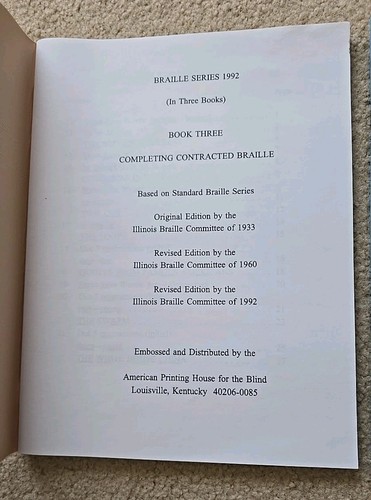 BRAILLE SERIES 1992
(In Three Books)
BOOK THREE
COMPLETING CONTRACTED BRAILLE
Based on Standard Braille Series
Original Edition by the
Illinois Braille Committee of 1933
Revised Edition by the
Illinois Braille Committee of 1960
Revised Edition by the
Illinois Braille Committee of 1992
Embossed and Distributed by the
American Printing House for the Blind
Louisville, Kentucky 40206-0085